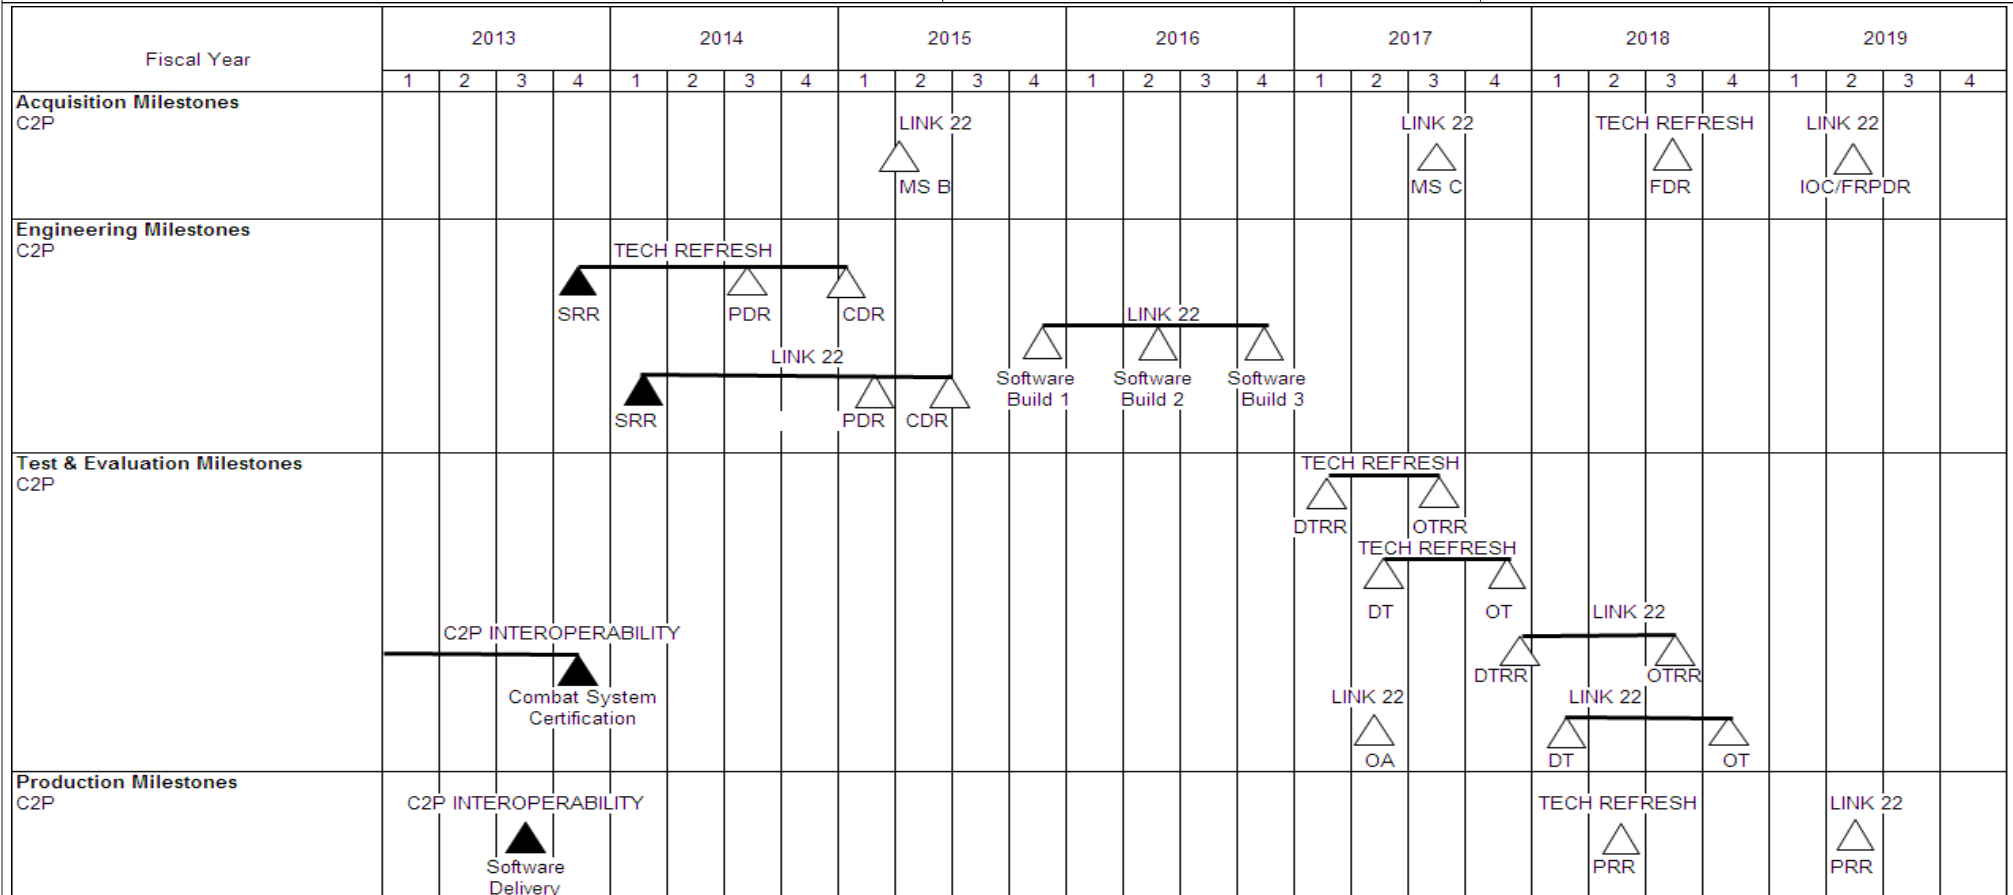 Fiscal Year
2013 2014 2015 2016 2017 2018 2019
1 2 3 4 1 2 3 4 1 2 3 4 1 2 3 4 1 2 3 4 1 2 3 4 1 2 3 4
Acquisition Milestones
C2P
LINK 22 LINK 22 TECH REFRESH LINK 22
MS B MS C FDR IOC/FRPDR
Engineering Milestones
C2P
TECH REFRESH
SRR PDR CDR
LINK 22
Software Software Software
Build 1 Build 2 Build 3
LINK 22
SRR PDR CDR
Test & Evaluation Milestones
C2P
TECH REFRESH
DTRR OTRR
TECH REFRESH
DT OT
LINK 22
DTRR OTRR
C2P INTEROPERABILITY
Combat System
Certification
LINK 22 LINK 22
OA DT OT
Production Milestones
C2P
C2P INTEROPERABILITY TECH REFRESH LINK 22
Software
Delivery
PRR PRR